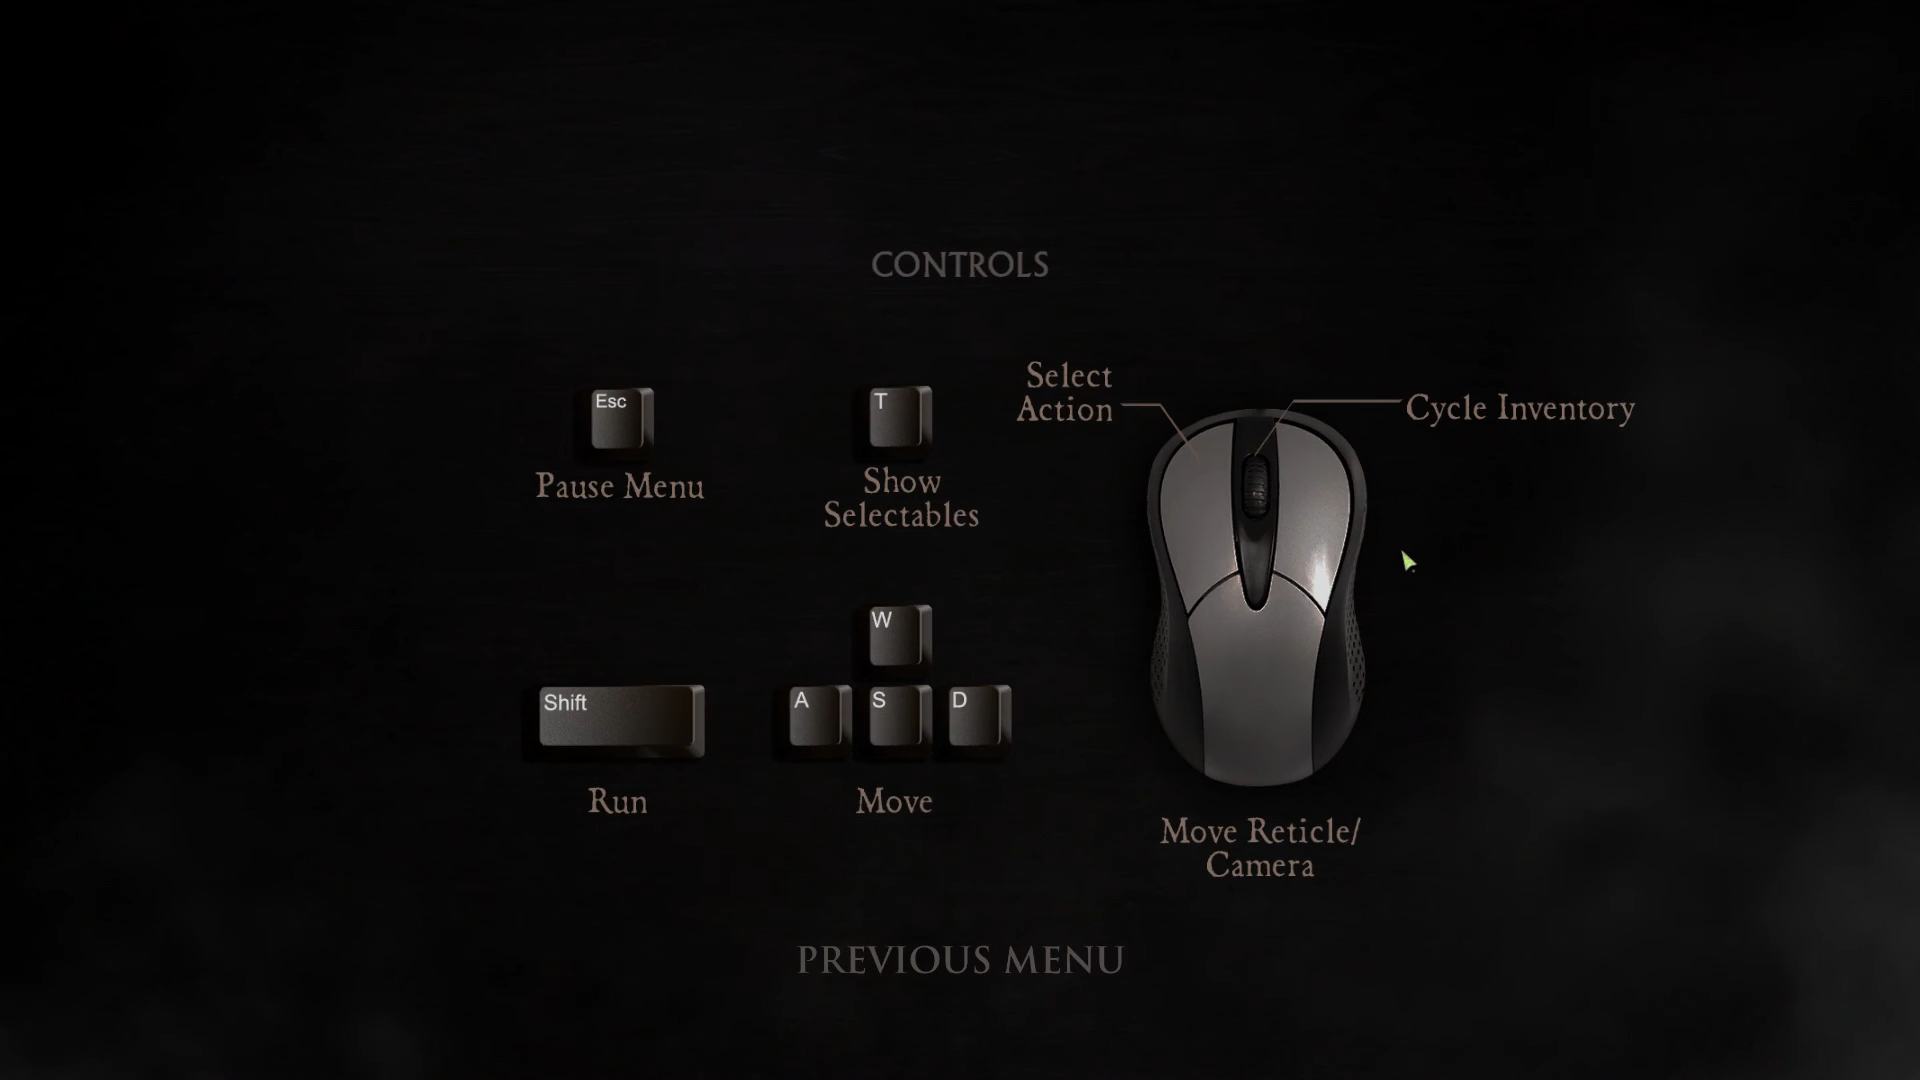 CONTROLS
Esc
Pause Menu
T
Show
Selectables
Select
Action
Cycle Inventory
W
Shift
A
S
D
Run
Move
Move Reticle/
Camera
PREVIOUS MENU